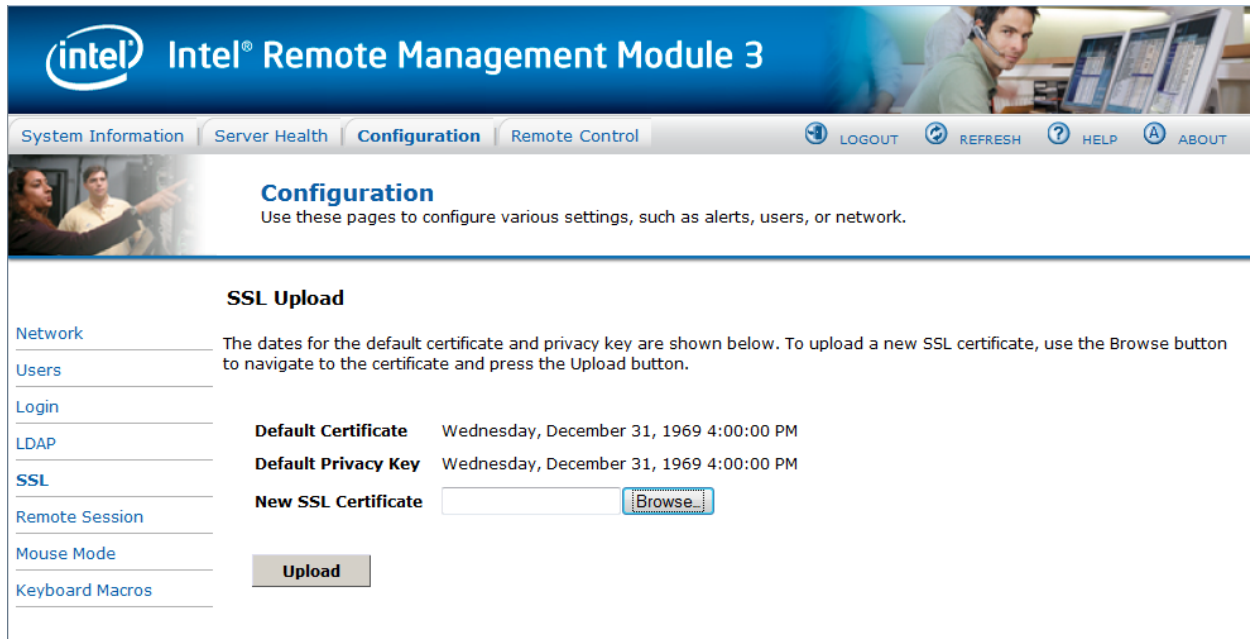 intel® Intel® Remote Management Module 3
System Information Server Health Configuration Remote Control LOGOUT REFRESH ? HELP A ABOUT
Configuration
Use these pages to configure various settings, such as alerts, users, or network.
SSL Upload
The dates for the default certificate and privacy key are shown below. To upload a new SSL certificate, use the Browse button
to navigate to the certificate and press the Upload button.
Network
Users
Login
LDAP
SSL
Remote Session
Mouse Mode
Keyboard Macros
Default Certificate Wednesday, December 31, 1969 4:00:00 PM
Default Privacy Key Wednesday, December 31, 1969 4:00:00 PM
New SSL Certificate Browse...
Upload